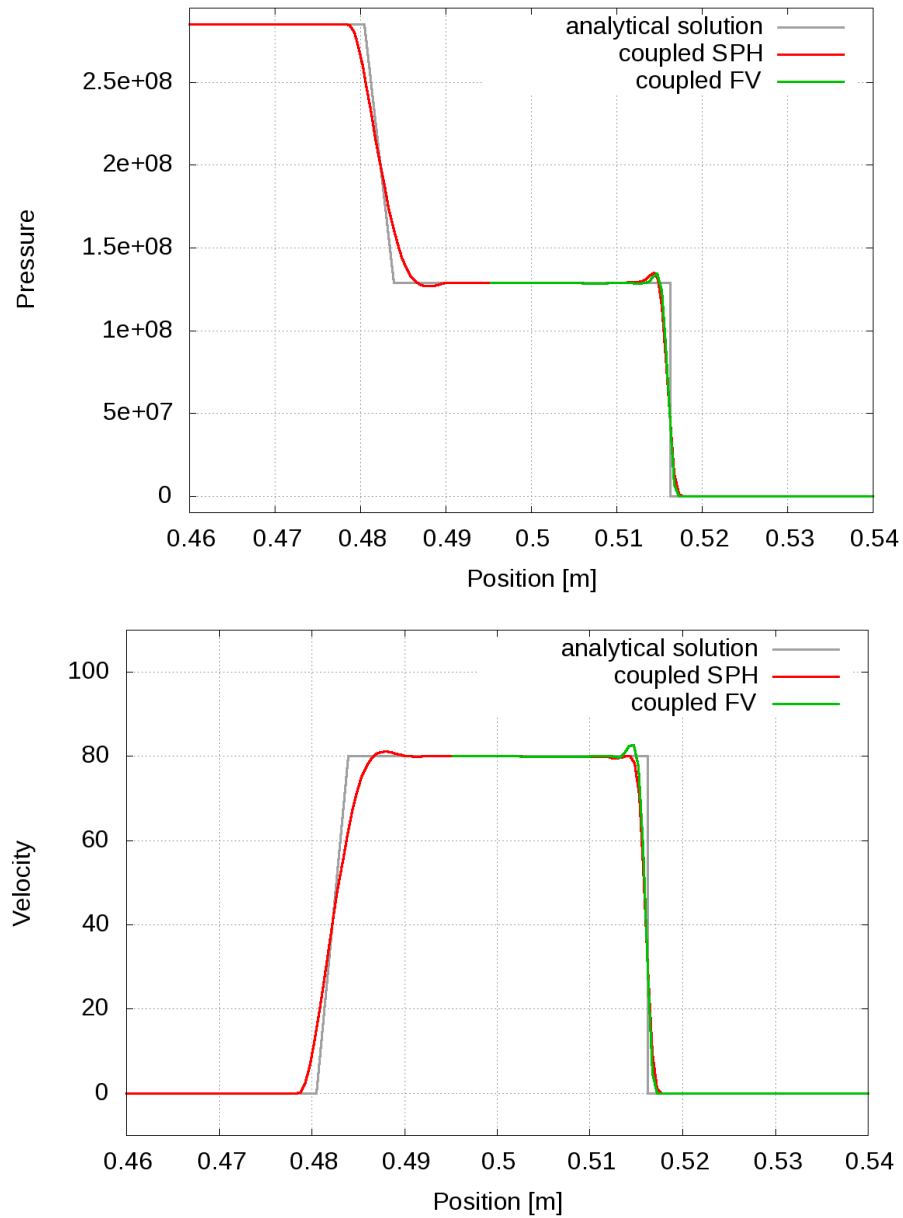 analytical solution
coupled SPH
coupled FV
2.5e+08
2e+08
1.5e+08
1e+08
5e+07
0
Pressure
0.46 0.47 0.48 0.49 0.5 0.51 0.52 0.53 0.54
Position [m]
analytical solution
coupled SPH
coupled FV
100
80
60
40
20
0
Velocity
0.46 0.47 0.48 0.49 0.5 0.51 0.52 0.53 0.54
Position [m]